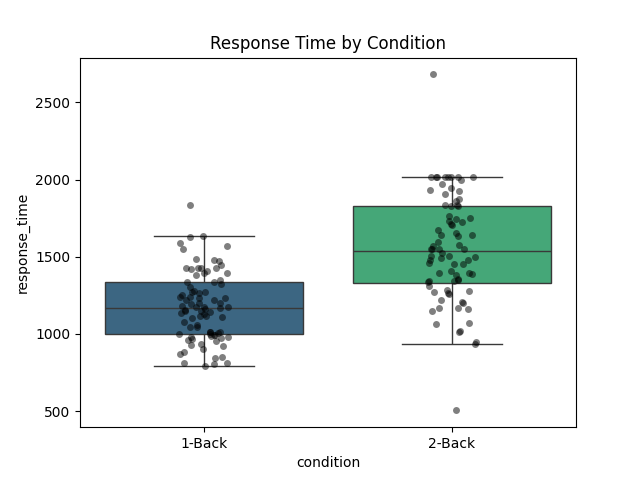 Response Time by Condition
response_time
2500
2000
1500
1000
500
1-Back
2-Back
condition